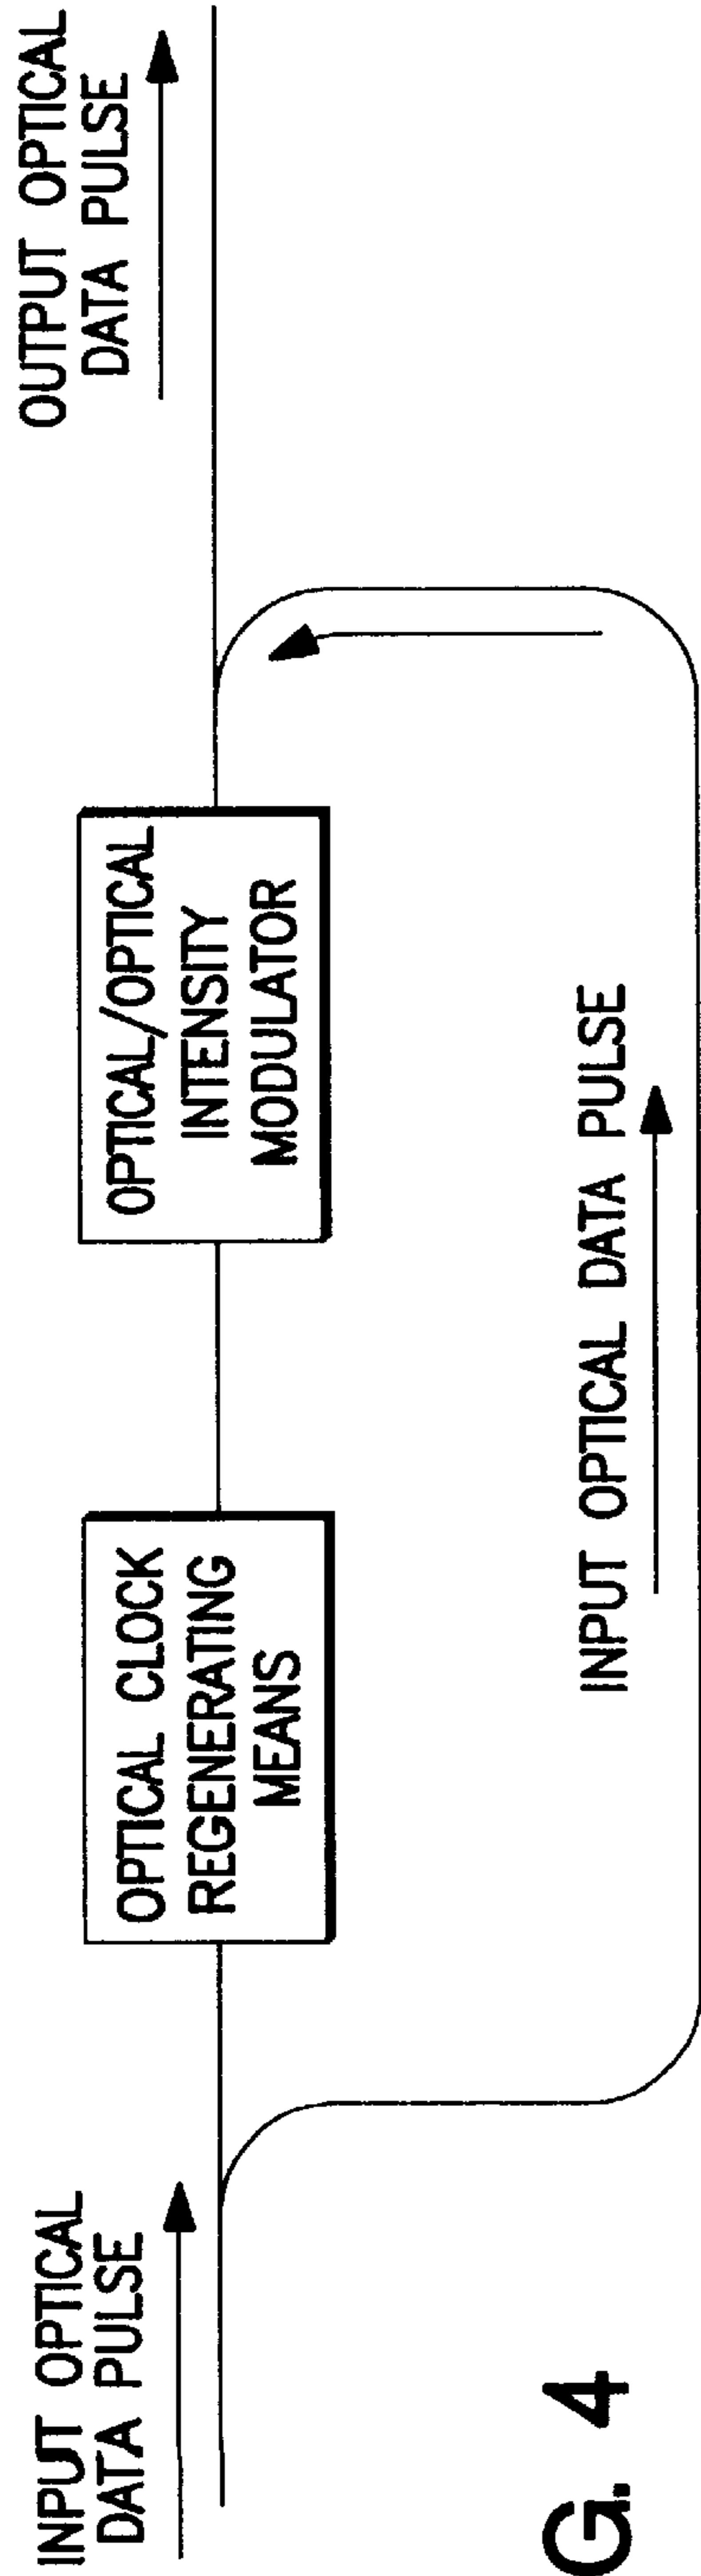 INPUT OPTICAL
DATA PULSE
OPTICAL CLOCK
REGENERATING
MEANS
OPTICAL/OPTICAL
INTENSITY
MODULATOR
OUTPUT OPTICAL
DATA PULSE
INPUT OPTICAL DATA PULSE
G. 4